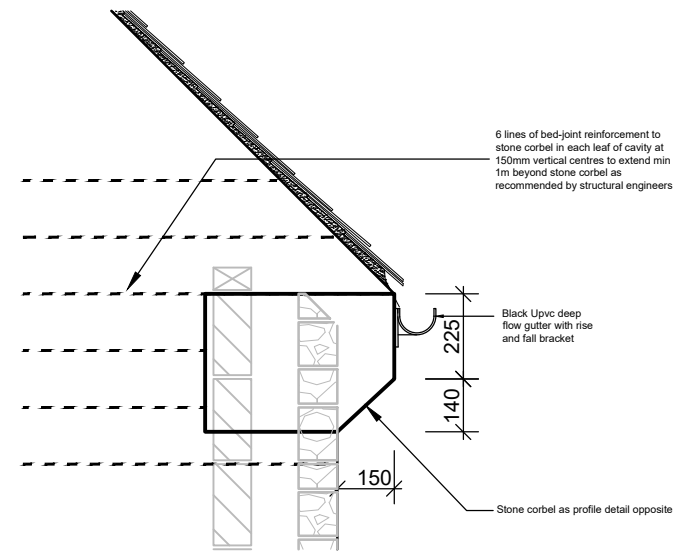 6 lines of bed-joint reinforcement to
stone corbel in each leaf of cavity at
150mm vertical centres to extend min
1m beyond stone corbel as
recommended by structural engineers
Black Upvc deep
flow gutter with rise
and fall bracket
225
140
150
Stone corbel as profile detail opposite